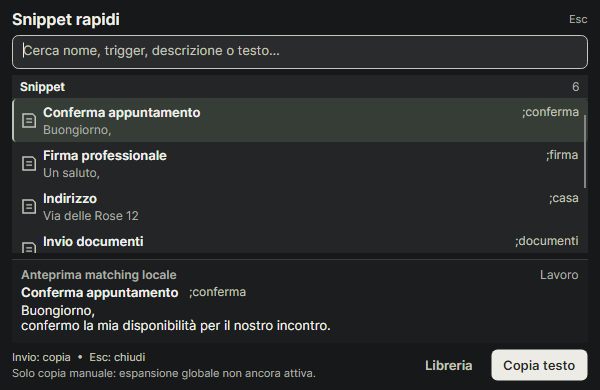 Snippet rapidi
Esc
Cerca nome, trigger, descrizione o testo...
Snippet
6
Conferma appuntamento
;conferma
Buongiorno,
Firma professionale
;firma
Un saluto,
Indirizzo
;casa
Via delle Rose 12
Invio documenti
;documenti
Anteprima matching locale
Lavoro
Conferma appuntamento ;conferma
Buongiorno,
confermo la mia disponibilità per il nostro incontro.
Invio: copia • Esc: chiudi
Solo copia manuale: espansione globale non ancora attiva.
Libreria
Copia testo